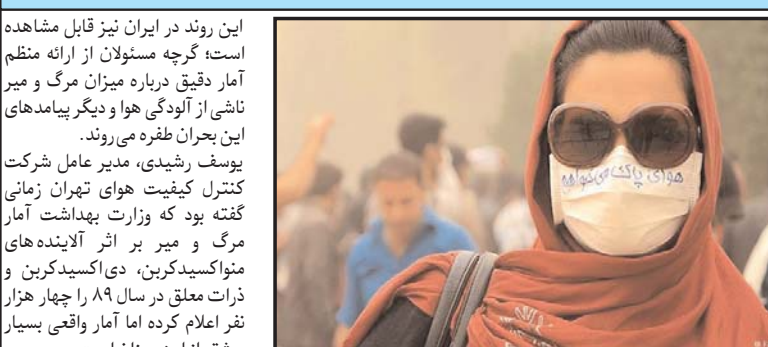 این روند در ایران نیز قابل مشاهده
است؛ گرچه مسئولان از ارائه منظم
آمار دقیق درباره میزان مرگ و میر
ناشی از آلودگی هوا و دیگر پیامدهای
این بحران طفره می‌روند.
یوسف رشیدی، مدیر عامل شرکت
کنترل کیفیت هوای تهران زمانی
گفته بود که وزارت بهداشت آمار
مرگ و میر بر اثر آلاینده‌های
منواکسیدکربن، دی‌اکسیدکربن و
ذرات معلق در سال ۸۹ را چهار هزار
نفر اعلام کرده اما آمار واقعی بسیار
هوای پاک می‌خواهم